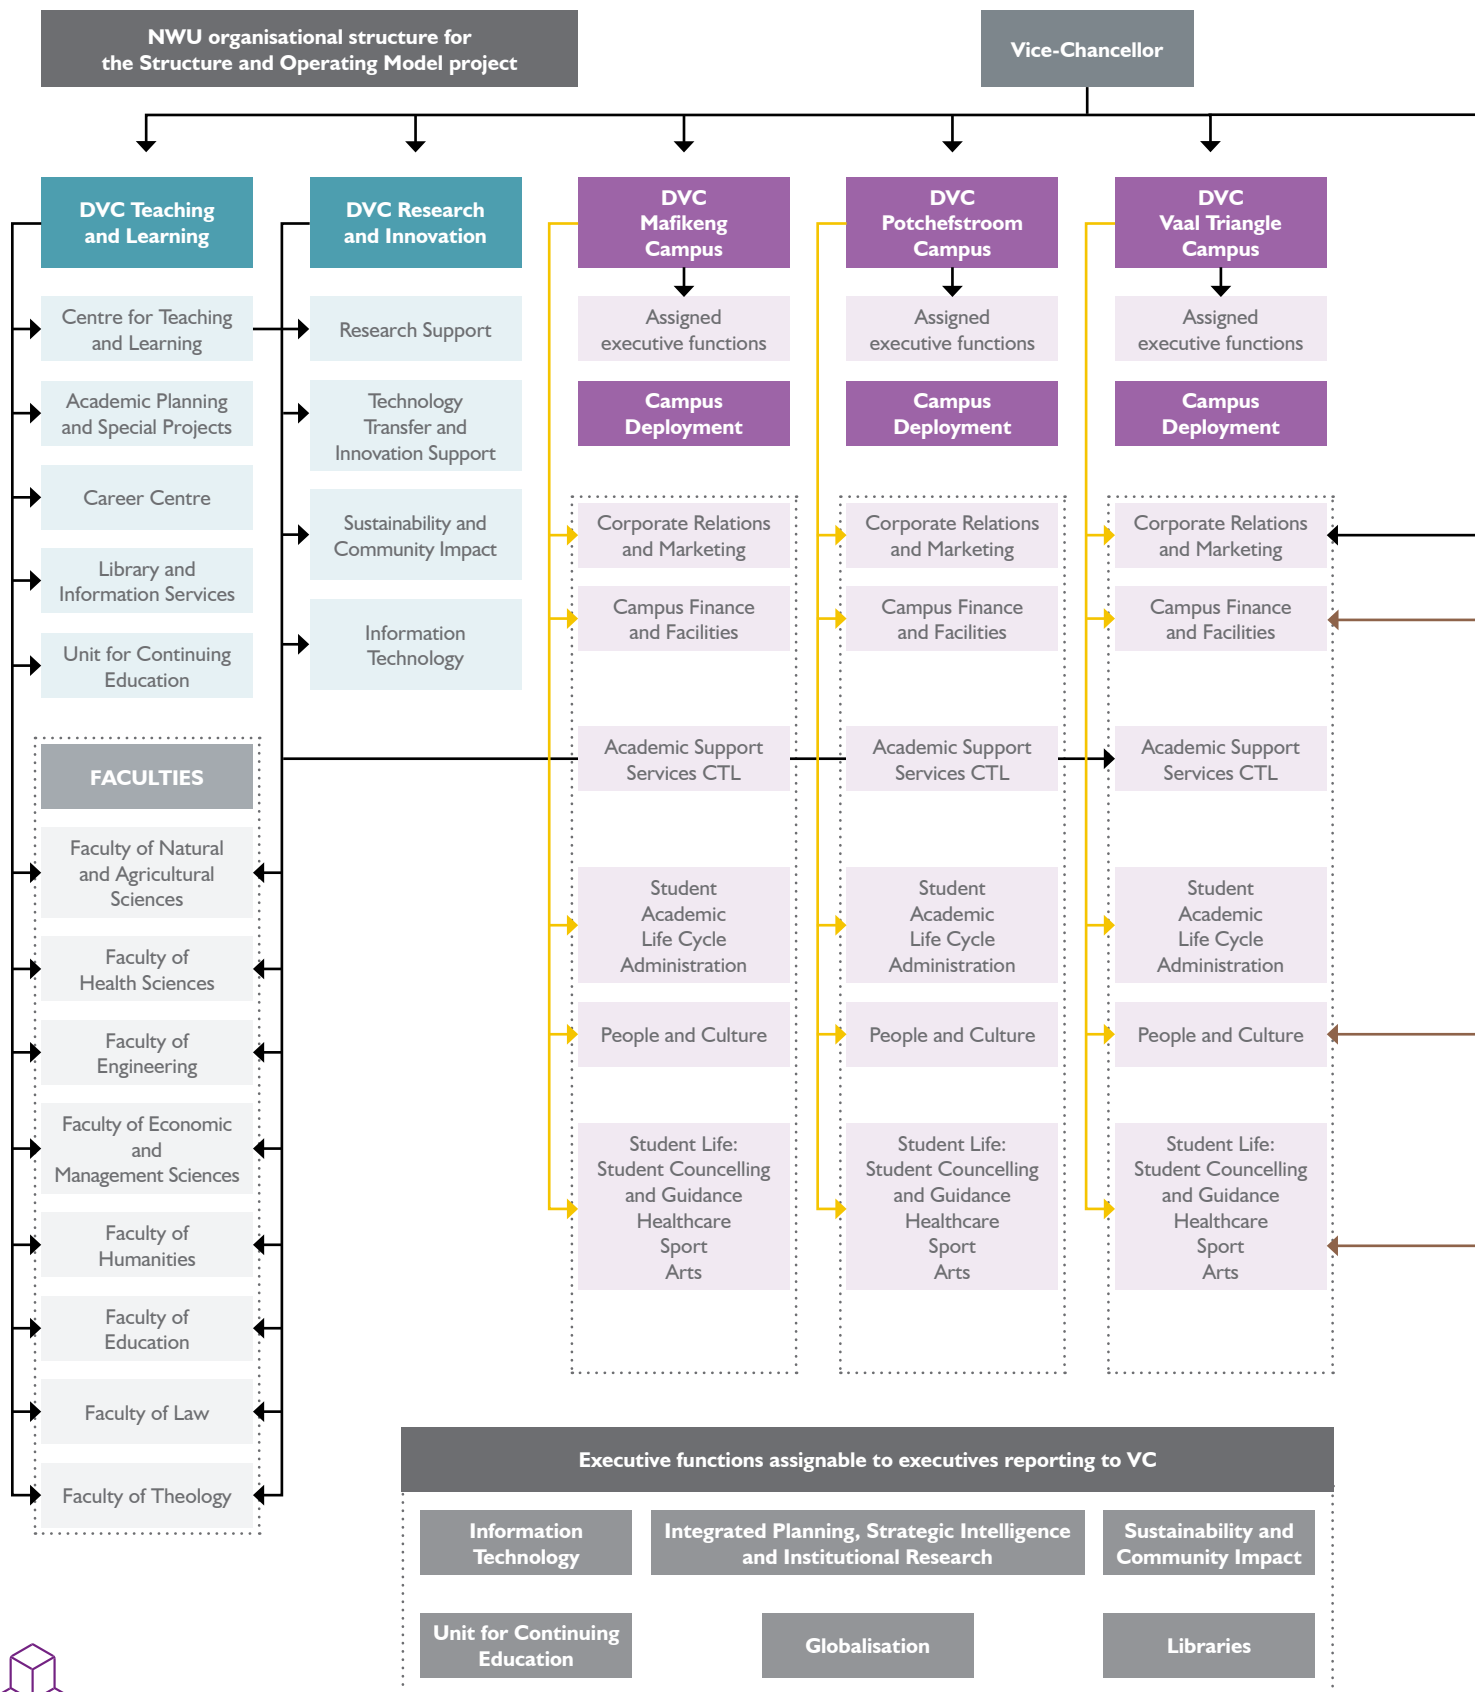 NWU organisational structure for
the Structure and Operating Model project
Vice-Chancellor
DVC Teaching
and Learning
Centre for Teaching
and Learning
Academic Planning
and Special Projects
Career Centre
Library and
Information Services
Unit for Continuing
Education
FACULTIES
Faculty of Natural
and Agricultural
Sciences
Faculty of
Health Sciences
Faculty of
Engineering
Faculty of Economic
and
Management Sciences
Faculty of
Humanities
Faculty of
Education
Faculty of Law
Faculty of Theology
DVC Research
and Innovation
Research Support
Technology
Transfer and
Innovation Support
Sustainability and
Community Impact
Information
Technology
DVC
Mafikeng
Campus
Assigned
executive functions
Campus
Deployment
Corporate Relations
and Marketing
Campus Finance
and Facilities
Academic Support
Services CTL
Student
Academic
Life Cycle
Administration
People and Culture
Student Life:
Student Councelling
and Guidance
Healthcare
Sport
Arts
DVC
Potchefstroom
Campus
Assigned
executive functions
Campus
Deployment
Corporate Relations
and Marketing
Campus Finance
and Facilities
Academic Support
Services CTL
Student
Academic
Life Cycle
Administration
People and Culture
Student Life:
Student Councelling
and Guidance
Healthcare
Sport
Arts
DVC
Vaal Triangle
Campus
Assigned
executive functions
Campus
Deployment
Corporate Relations
and Marketing
Campus Finance
and Facilities
Academic Support
Services CTL
Student
Academic
Life Cycle
Administration
People and Culture
Student Life:
Student Councelling
and Guidance
Healthcare
Sport
Arts
Executive functions assignable to executives reporting to VC
Information
Technology
Integrated Planning, Strategic Intelligence
and Institutional Research
Sustainability and
Community Impact
Unit for Continuing
Education
Globalisation
Libraries